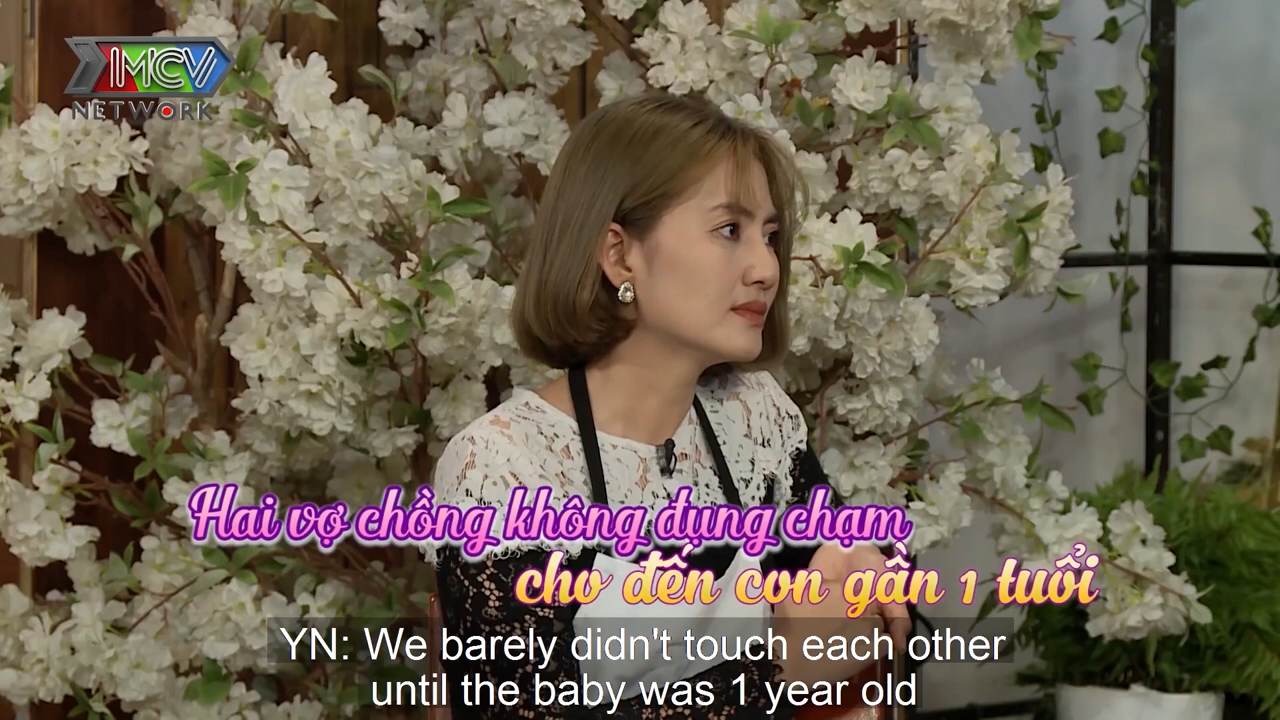 MCV
NETWORK
Hai vợ chồng không đụng chạm
cho đến con gần 1 tuổi
YN: We barely didn't touch each other
until the baby was 1 year old